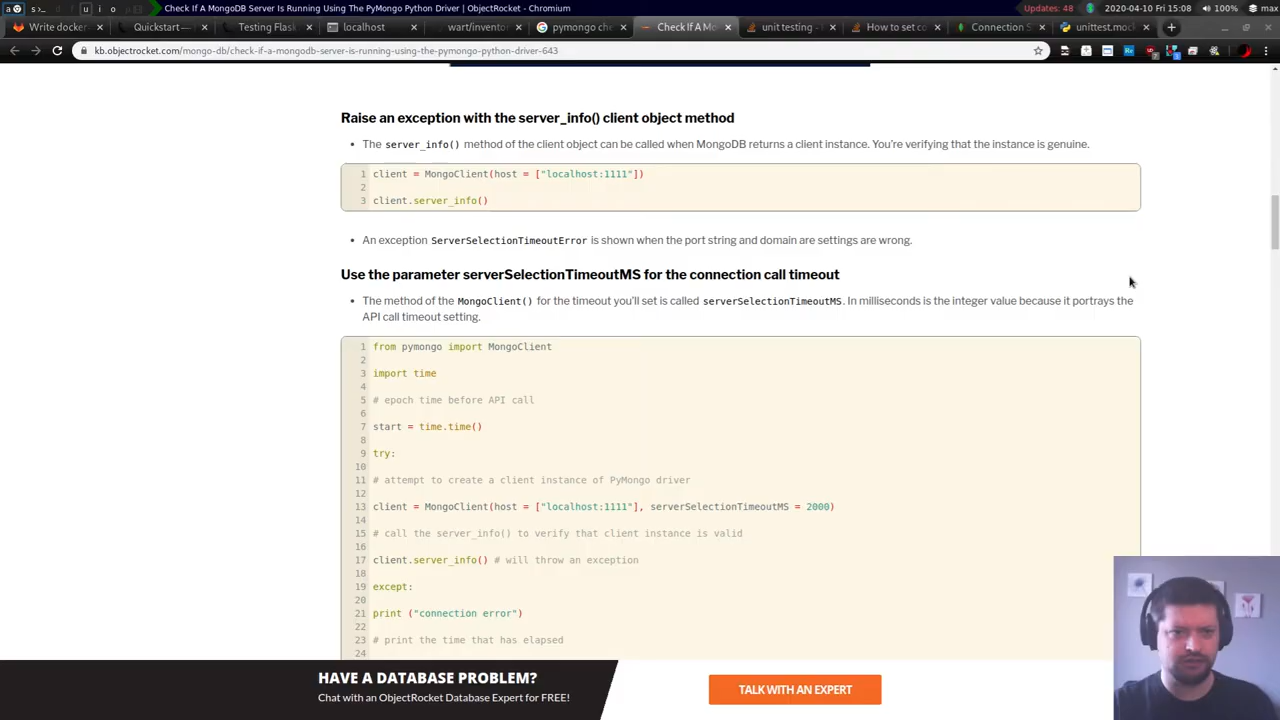 Check If A MongoDB Server Is Running Using The PyMongo Python Driver | ObjectRocket - Chromium
Updates: 48 2020-04-10 15:08 100% max
Write docker- Quickstart — Testing Flask localhost wart/inventor pymongo che Check If A Mo unit testing - How to set co Connection S unittest.mock
kb.objectrocket.com/mongo-db/check-if-a-mongodb-server-is-running-using-the-pymongo-python-driver-643
Raise an exception with the server_info() client object method
• The server_info() method of the client object can be called when MongoDB returns a client instance. You're verifying that the instance is genuine.
1 client = MongoClient(host = ["localhost:1111"])
2
3 client.server_info()
• An exception ServerSelectionTimeoutError is shown when the port string and domain are settings are wrong.
Use the parameter serverSelectionTimeoutMS for the connection call timeout
• The method of the MongoClient() for the timeout you'll set is called serverSelectionTimeoutMS. In milliseconds is the integer value because it portrays the
API call timeout setting.
1 from pymongo import MongoClient
2
3 import time
4
5 # epoch time before API call
6
7 start = time.time()
8
9 try:
10
11 # attempt to create a client instance of PyMongo driver
12
13 client = MongoClient(host = ["localhost:1111"], serverSelectionTimeoutMS = 2000)
14
15 # call the server_info() to verify that client instance is valid
16
17 client.server_info() # will throw an exception
18
19 except:
20
21 print ("connection error")
22
23 # print the time that has elapsed
24
HAVE A DATABASE PROBLEM?
Chat with an ObjectRocket Database Expert for FREE!
TALK WITH AN EXPERT